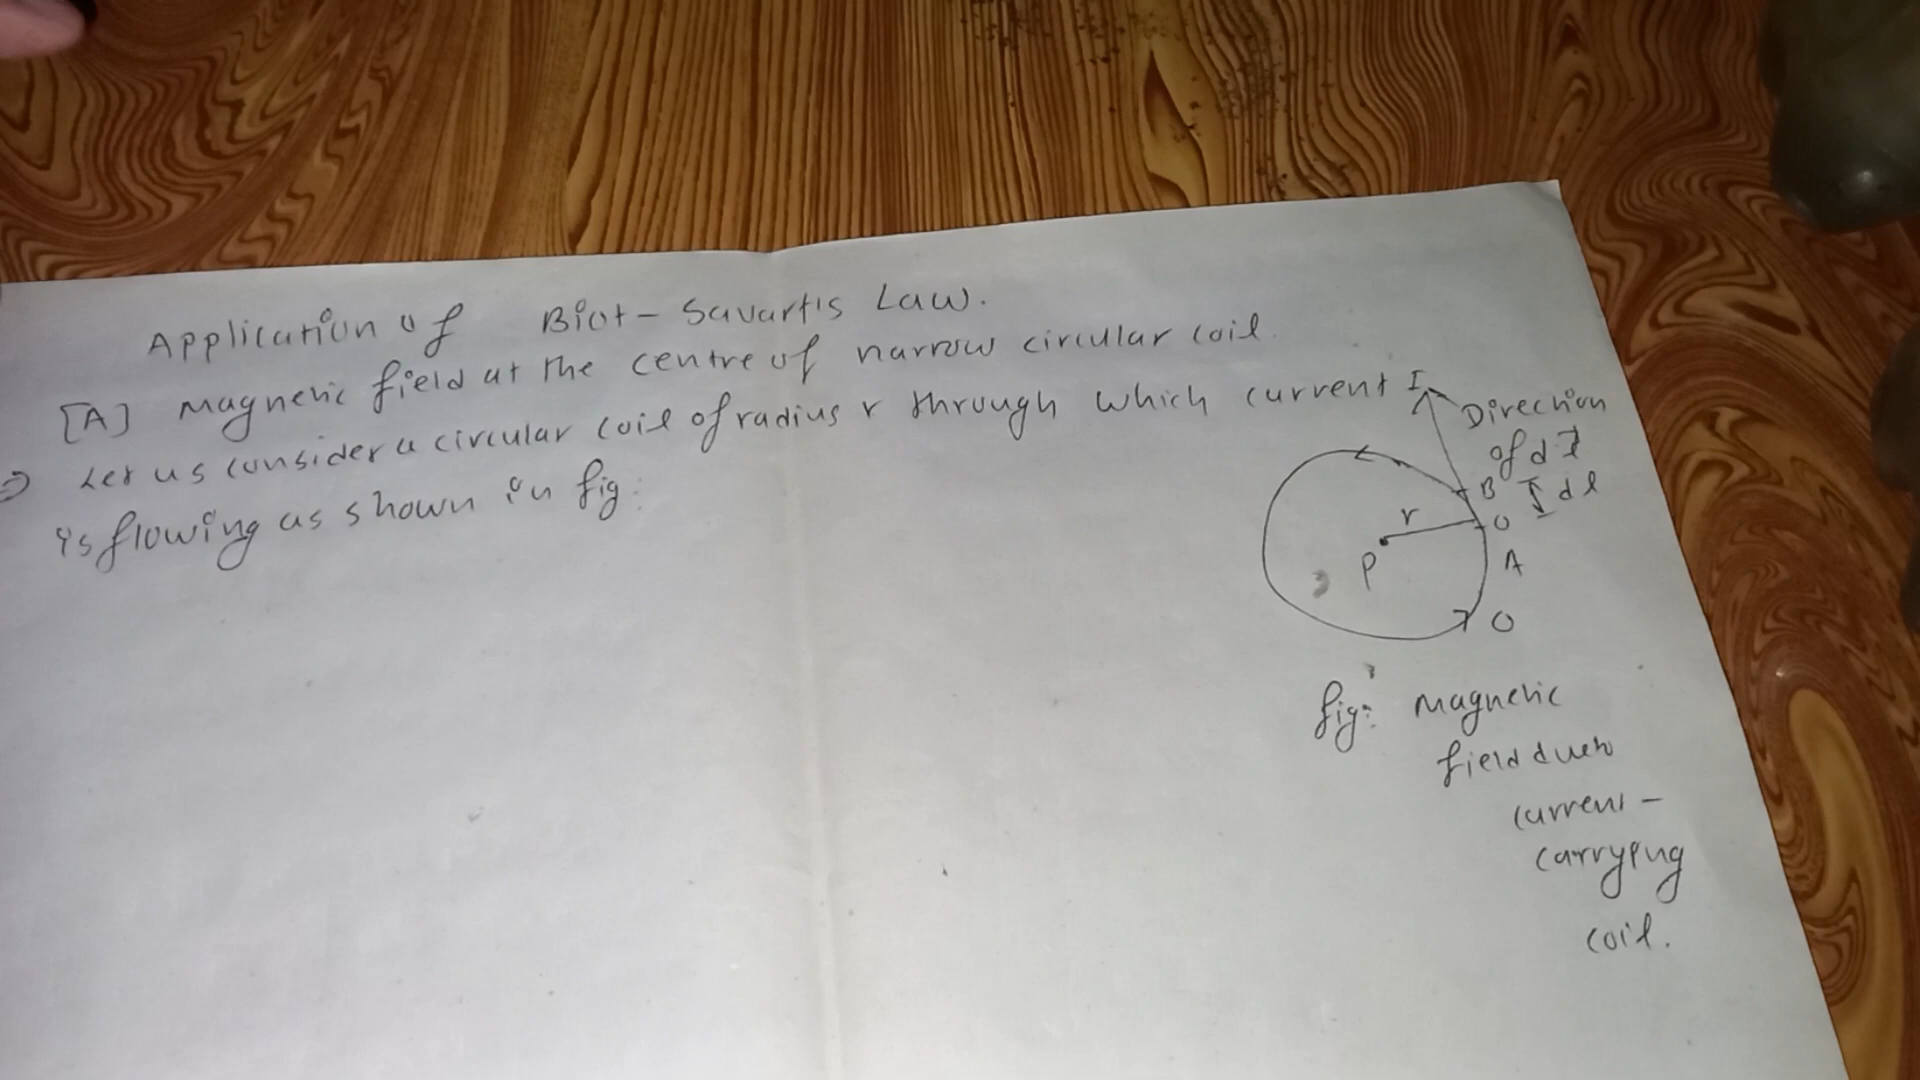 Application of Biot - Savart's Law.
[A] Magnetic field at the centre of narrow circular coil.
Let us consider a circular coil of radius r through which current I
is flowing as shown in fig:
Direction
of dl
B dl
r O
P A
O
fig: Magnetic
field due to
current -
carrying
coil.